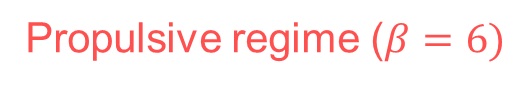 Propulsive regime (𝛽 = 6)